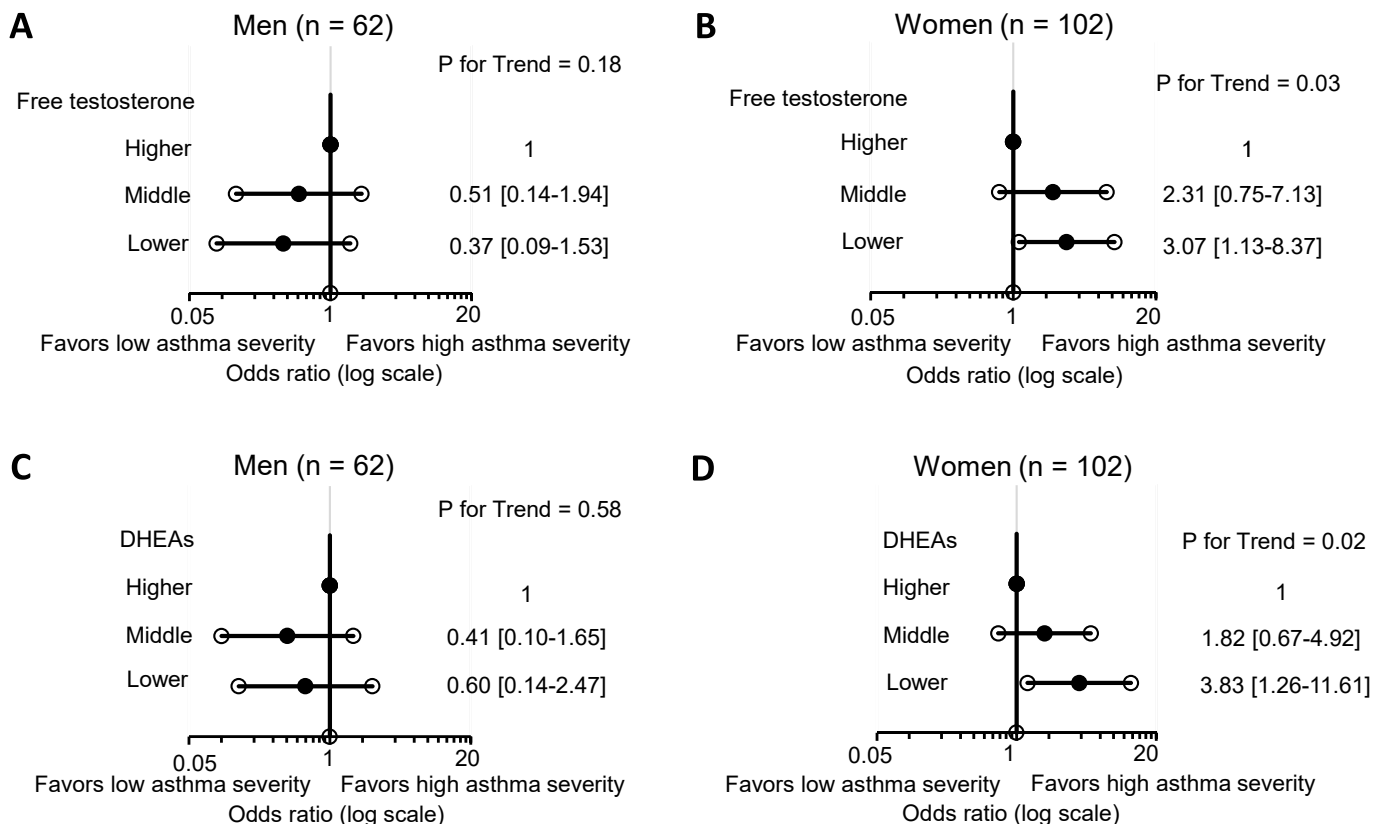 A
Men (n = 62)
P for Trend = 0.18
Free testosterone
Higher
1
Middle
0.51 [0.14-1.94]
Lower
0.37 [0.09-1.53]
0.05
1
20
Favors low asthma severity
Favors high asthma severity
Odds ratio (log scale)
B
Women (n = 102)
P for Trend = 0.03
Free testosterone
Higher
1
Middle
2.31 [0.75-7.13]
Lower
3.07 [1.13-8.37]
0.05
1
20
Favors low asthma severity
Favors high asthma severity
Odds ratio (log scale)
C
Men (n = 62)
P for Trend = 0.58
DHEAs
Higher
1
Middle
0.41 [0.10-1.65]
Lower
0.60 [0.14-2.47]
0.05
1
20
Favors low asthma severity
Favors high asthma severity
Odds ratio (log scale)
D
Women (n = 102)
P for Trend = 0.02
DHEAs
Higher
1
Middle
1.82 [0.67-4.92]
Lower
3.83 [1.26-11.61]
0.05
1
20
Favors low asthma severity
Favors high asthma severity
Odds ratio (log scale)